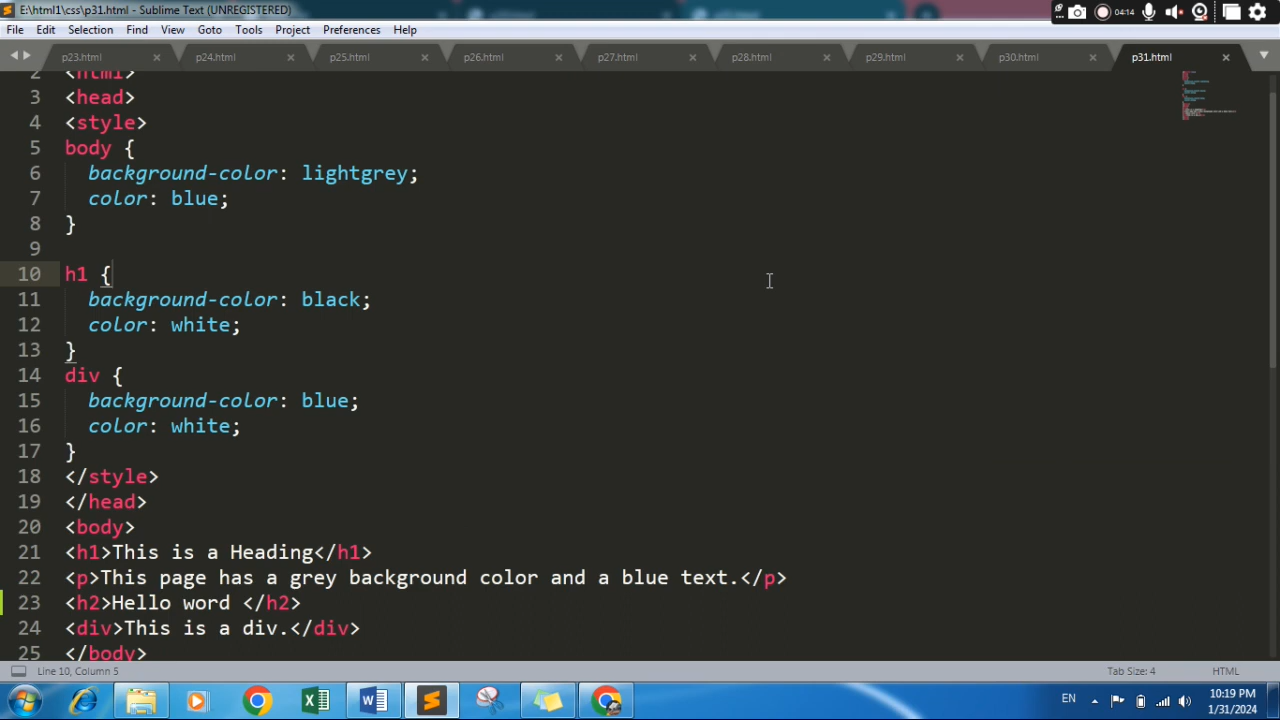 E:\html1\css\p31.html - Sublime Text (UNREGISTERED)
04:14
File Edit Selection Find View Goto Tools Project Preferences Help
p23.html p24.html p25.html p26.html p27.html p28.html p29.html p30.html p31.html
2 <html>
3 <head>
4 <style>
5 body {
6 background-color: lightgrey;
7 color: blue;
8 }
9
10 h1 {
11 background-color: black;
12 color: white;
13 }
14 div {
15 background-color: blue;
16 color: white;
17 }
18 </style>
19 </head>
20 <body>
21 <h1>This is a Heading</h1>
22 <p>This page has a grey background color and a blue text.</p>
23 <h2>Hello word </h2>
24 <div>This is a div.</div>
25 </body>
Line 10, Column 5 Tab Size: 4 HTML
EN 10:19 PM
1/31/2024